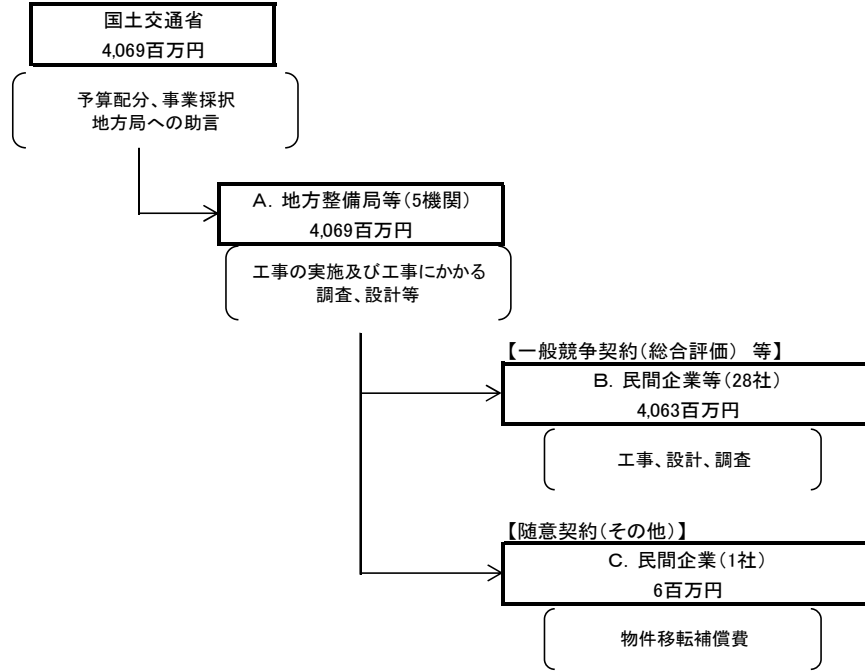 国土交通省
4,069百万円
予算配分、事業採択
地方局への助言
A. 地方整備局等(5機関)
4,069百万円
工事の実施及び工事にかかる
調査、設計等
【一般競争契約(総合評価) 等】
B. 民間企業等(28社)
4,063百万円
工事、設計、調査
【随意契約(その他)】
C. 民間企業(1社)
6百万円
物件移転補償費